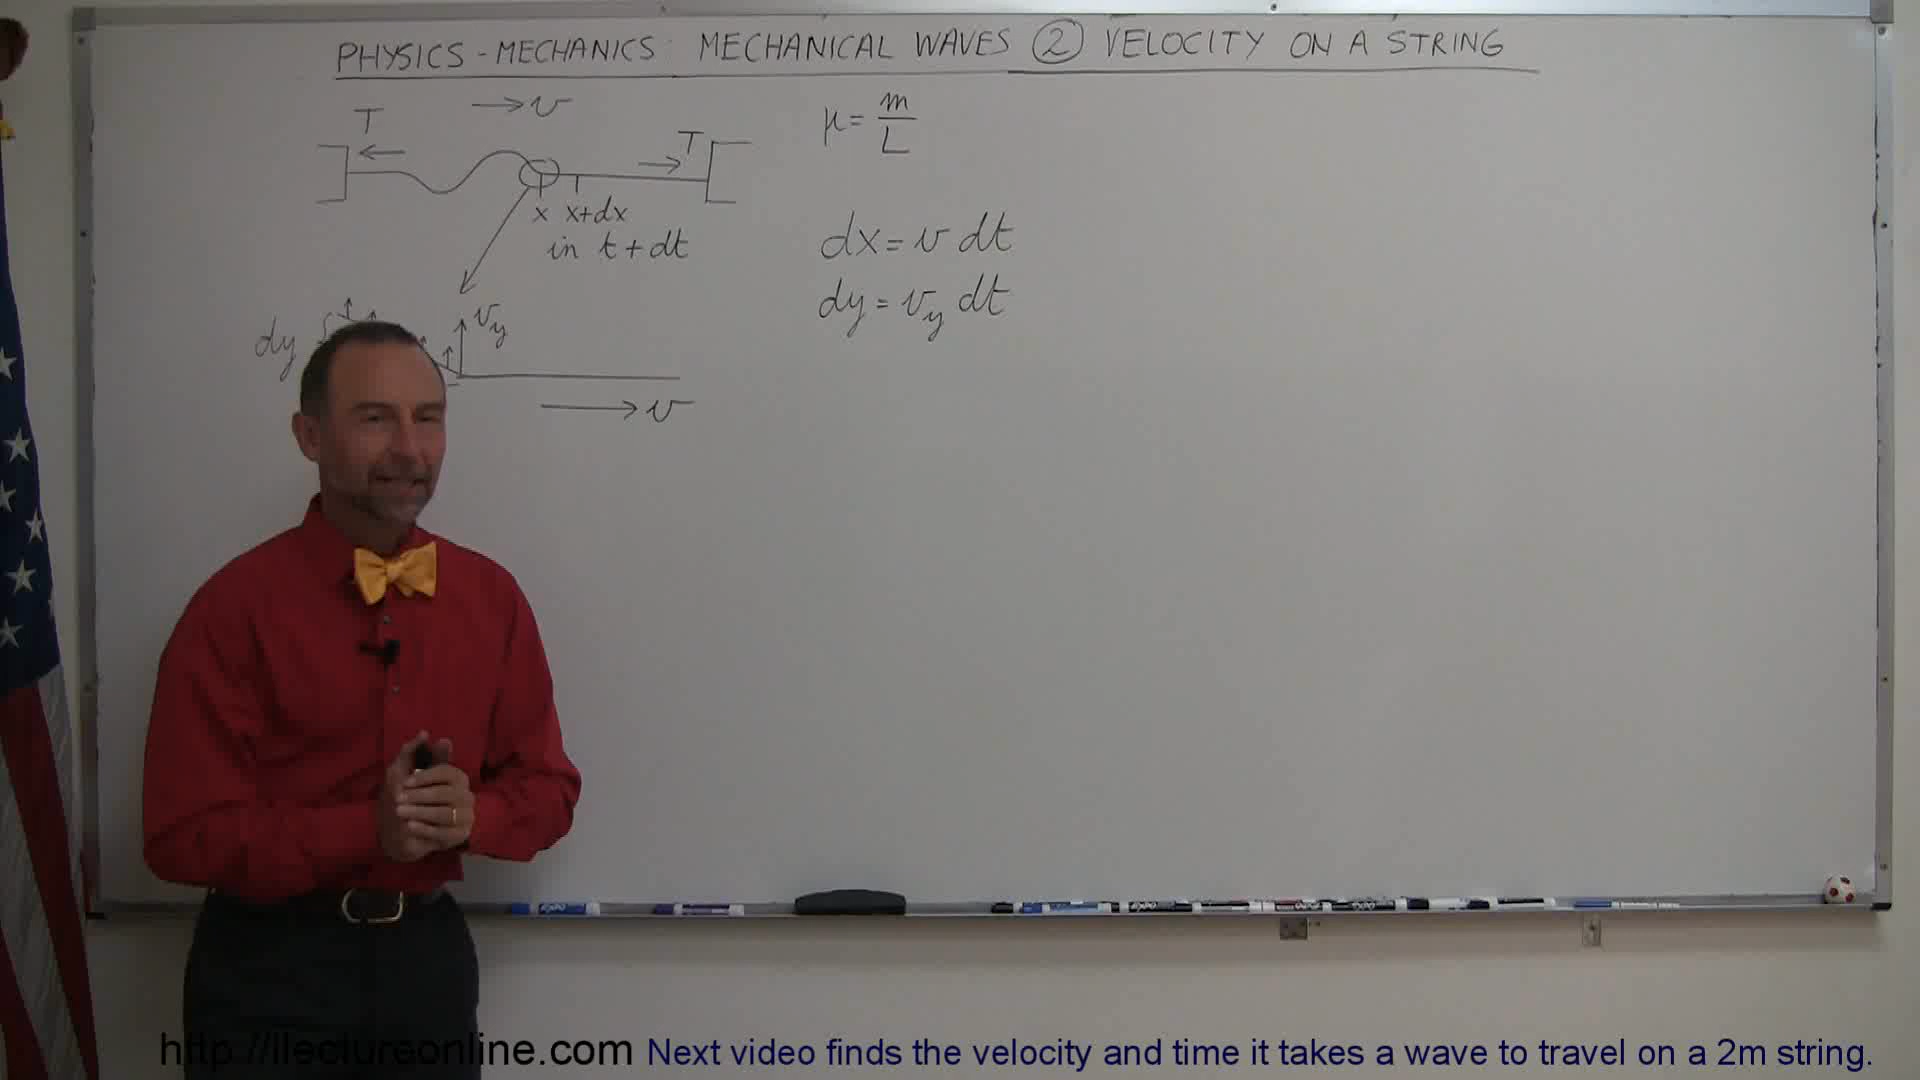 PHYSICS - MECHANICS MECHANICAL WAVES ② VELOCITY ON A STRING
T → v
T
x x+dx
in t + dt
μ = m/L
dx = v dt
dy = v_y dt
dy v_y
→ v
http://ilectureonline.com Next video finds the velocity and time it takes a wave to travel on a 2m string.